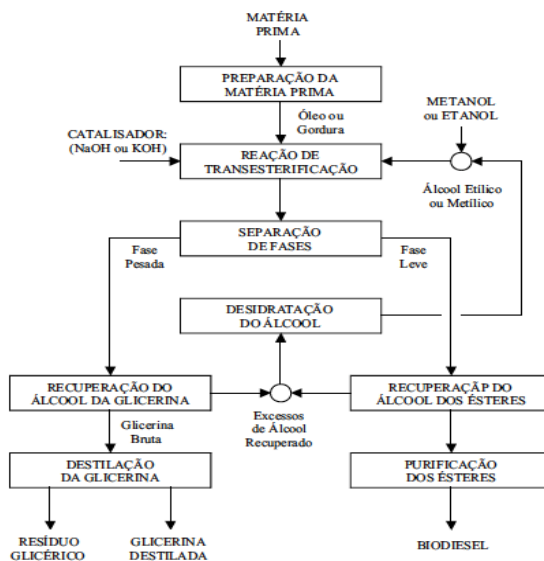 MATÉRIA
PRIMA
PREPARAÇÃO DA
MATÉRIA PRIMA
Óleo ou
Gordura
METANOL
ou ETANOL
CATALISADOR:
(NaOH ou KOH)
REAÇÃO DE
TRANSESTERIFICAÇÃO
Álcool Etílico
ou Metílico
SEPARAÇÃO
DE FASES
Fase
Pesada
Fase
Leve
DESIDRATAÇÃO
DO ÁLCOOL
RECUPERAÇÃO DO
ÁLCOOL DA GLICERINA
Excessos
de Álcool
Recuperado
RECUPERAÇÃP DO
ÁLCOOL DOS ÉSTERES
Glicerina
Bruta
DESTILAÇÃO
DA GLICERINA
PURIFICAÇÃO
DOS ÉSTERES
RESÍDUO
GLICÉRICO
GLICERINA
DESTILADA
BIODIESEL